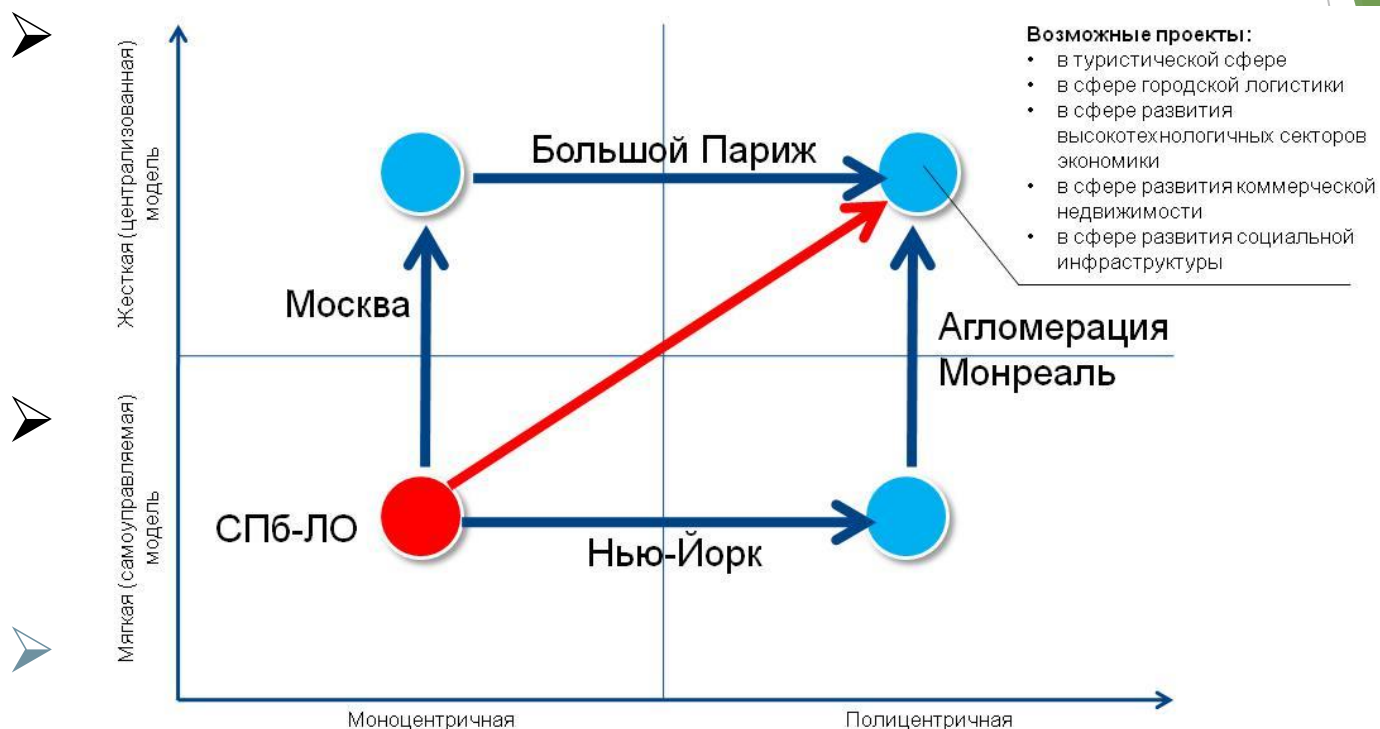 Возможные проекты:
• в туристической сфере
• в сфере городской логистики
• в сфере развития
высокотехнологичных секторов
экономики
• в сфере развития коммерческой
недвижимости
• в сфере развития социальной
инфраструктуры
Жесткая (централизованная)
модель
Большой Париж
Москва
Агломерация
Монреаль
Мягкая (самоуправляемая)
модель
СПб-ЛО
Нью-Йорк
Моноцентричная
Полицентричная